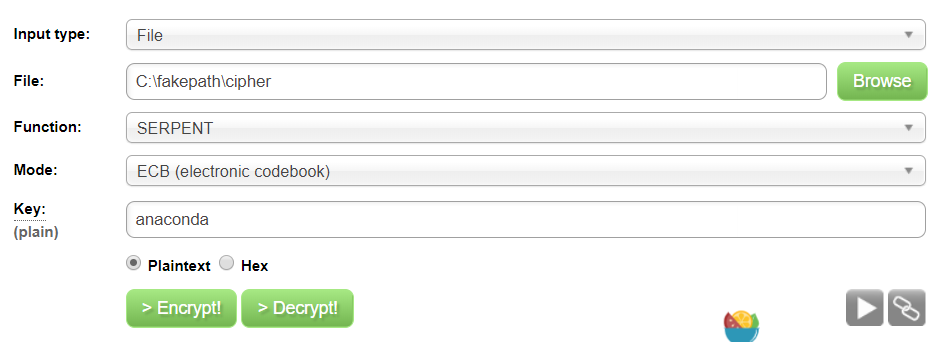 Input type: File
File: C:\fakepath\cipher Browse
Function: SERPENT
Mode: ECB (electronic codebook)
Key: anaconda
(plain)
Plaintext Hex
> Encrypt! > Decrypt!